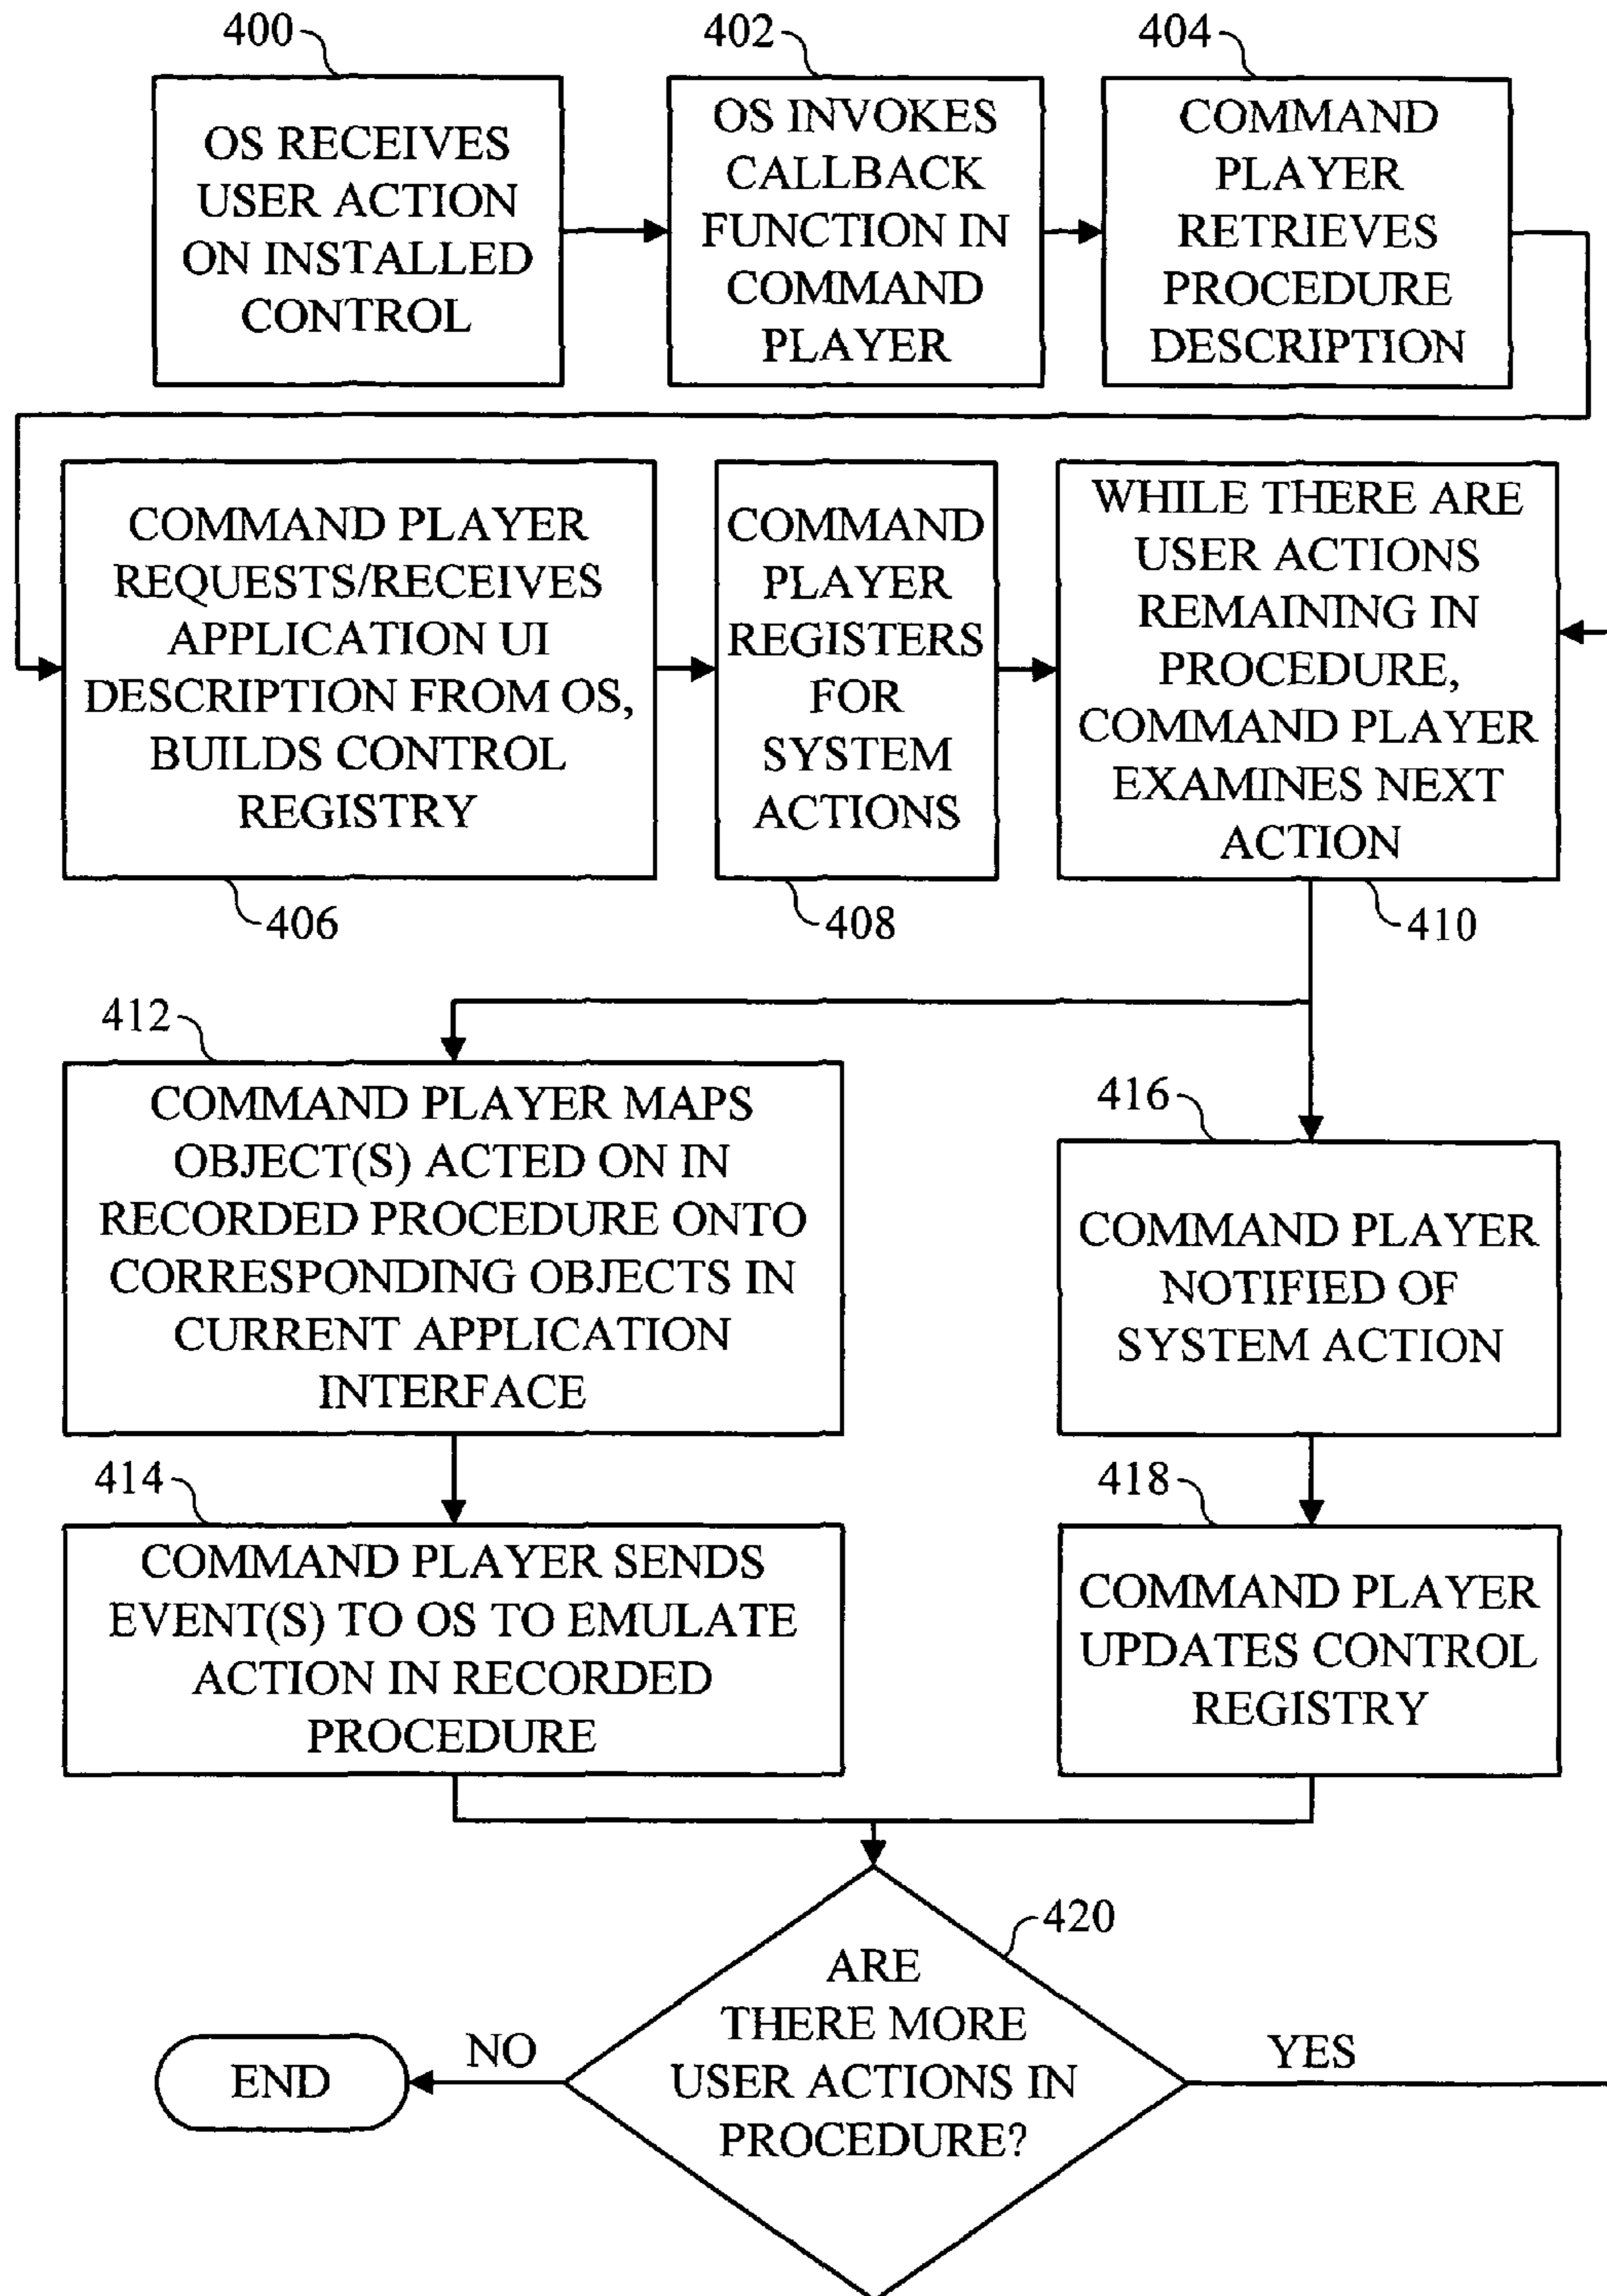 400
402
404
OS RECEIVES
USER ACTION
ON INSTALLED
CONTROL
OS INVOKES
CALLBACK
FUNCTION IN
COMMAND
PLAYER
COMMAND
PLAYER
RETRIEVES
PROCEDURE
DESCRIPTION
COMMAND PLAYER
REQUESTS/RECEIVES
APPLICATION UI
DESCRIPTION FROM OS,
BUILDS CONTROL
REGISTRY
406
COMMAND
PLAYER
REGISTERS
FOR
SYSTEM
ACTIONS
408
WHILE THERE ARE
USER ACTIONS
REMAINING IN
PROCEDURE,
COMMAND PLAYER
EXAMINES NEXT
ACTION
410
412
COMMAND PLAYER MAPS
OBJECT(S) ACTED ON IN
RECORDED PROCEDURE ONTO
CORRESPONDING OBJECTS IN
CURRENT APPLICATION
INTERFACE
416
COMMAND PLAYER
NOTIFIED OF
SYSTEM ACTION
414
COMMAND PLAYER SENDS
EVENT(S) TO OS TO EMULATE
ACTION IN RECORDED
PROCEDURE
418
COMMAND PLAYER
UPDATES CONTROL
REGISTRY
420
ARE
THERE MORE
USER ACTIONS IN
PROCEDURE?
NO
END
YES